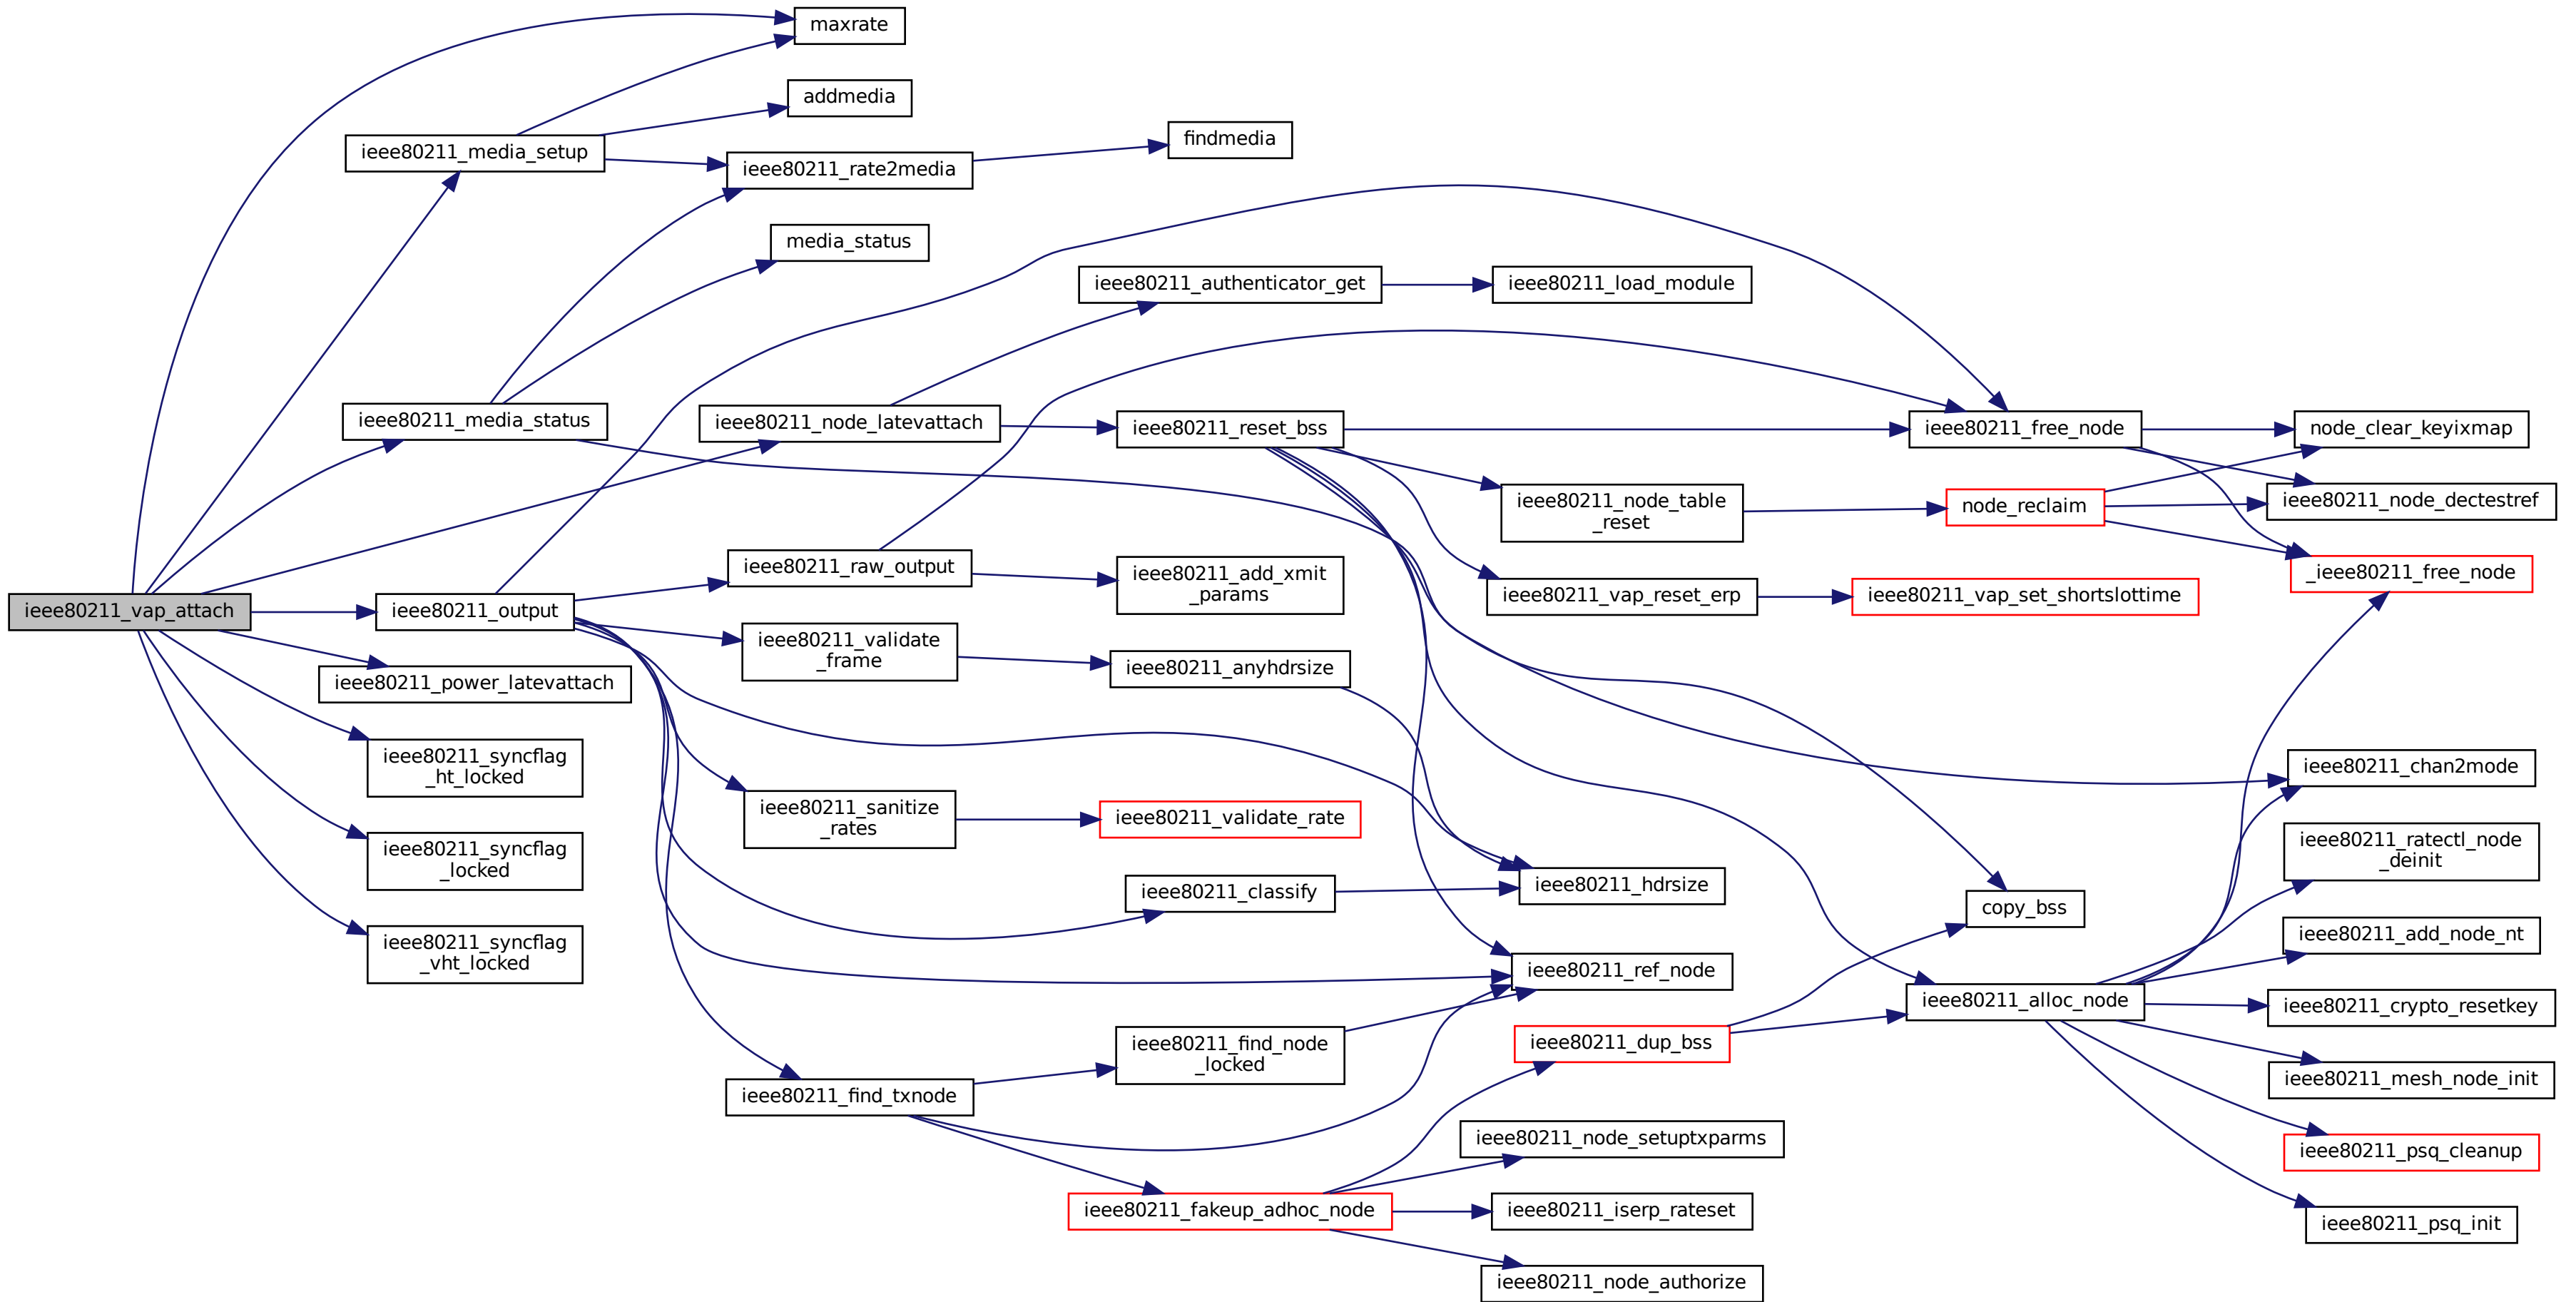 maxrate
addmedia
findmedia
ieee80211_media_setup
ieee80211_rate2media
media_status
ieee80211_authenticator_get
ieee80211_load_module
ieee80211_media_status
ieee80211_node_latevattach
ieee80211_reset_bss
ieee80211_free_node
node_clear_keyixmap
ieee80211_node_table
_reset
node_reclaim
ieee80211_node_dectestref
ieee80211_raw_output
ieee80211_add_xmit
_params
_ieee80211_free_node
ieee80211_vap_attach
ieee80211_output
ieee80211_vap_reset_erp
ieee80211_vap_set_shortslottime
ieee80211_validate
_frame
ieee80211_anyhdrsize
ieee80211_power_latevattach
ieee80211_syncflag
_ht_locked
ieee80211_chan2mode
ieee80211_sanitize
_rates
ieee80211_validate_rate
ieee80211_syncflag
_locked
ieee80211_ratectl_node
_deinit
ieee80211_classify
ieee80211_hdrsize
copy_bss
ieee80211_syncflag
_vht_locked
ieee80211_add_node_nt
ieee80211_ref_node
ieee80211_alloc_node
ieee80211_crypto_resetkey
ieee80211_find_node
_locked
ieee80211_dup_bss
ieee80211_mesh_node_init
ieee80211_find_txnode
ieee80211_node_setuptxparms
ieee80211_psq_cleanup
ieee80211_fakeup_adhoc_node
ieee80211_iserp_rateset
ieee80211_psq_init
ieee80211_node_authorize